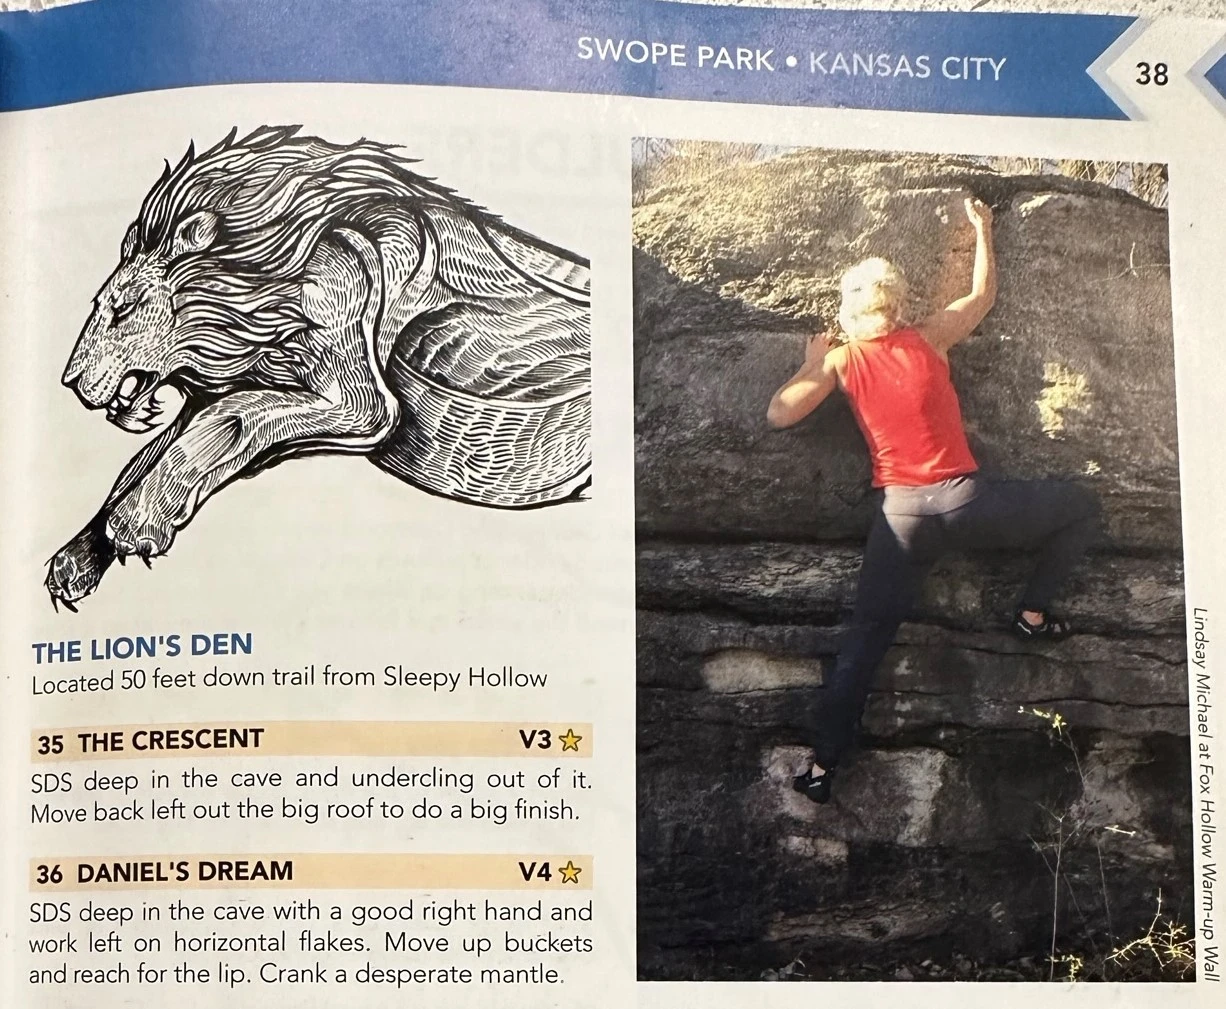 SWOPE PARK • KANSAS CITY
38
THE LION'S DEN
Located 50 feet down trail from Sleepy Hollow
35 THE CRESCENT V3
SDS deep in the cave and undercling out of it.
Move back left out the big roof to do a big finish.
36 DANIEL'S DREAM V4
SDS deep in the cave with a good right hand and
work left on horizontal flakes. Move up buckets
and reach for the lip. Crank a desperate mantle.
Lindsay Michael at Fox Hollow Warm-up Wall